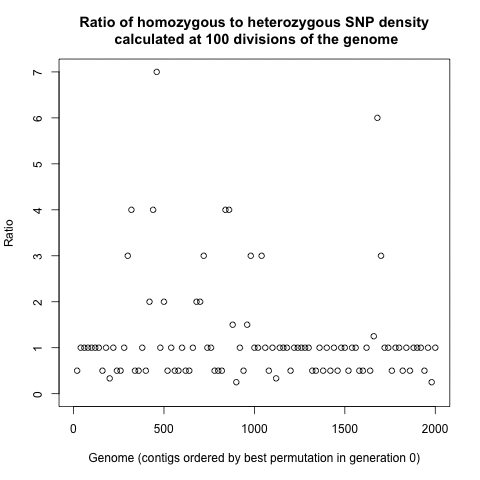 Ratio of homozygous to heterozygous SNP density
calculated at 100 divisions of the genome
Ratio
7
6
5
4
3
2
1
0
0 500 1000 1500 2000
Genome (contigs ordered by best permutation in generation 0)